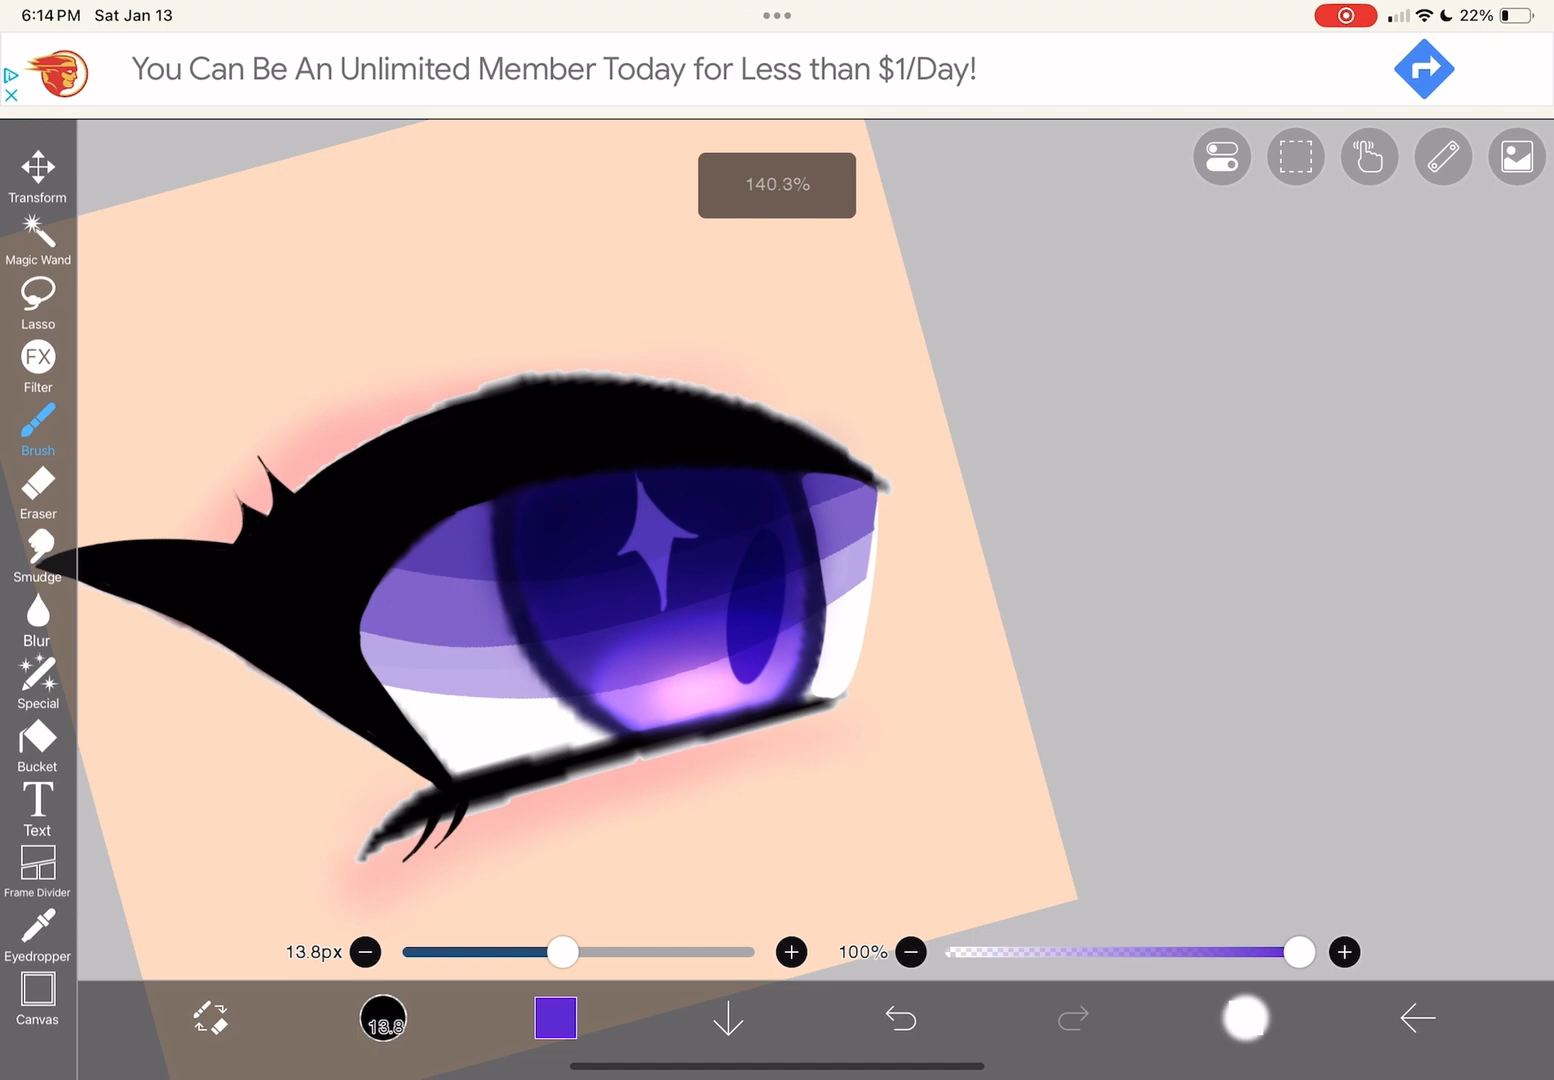 6:14 PM Sat Jan 13
22%
You Can Be An Unlimited Member Today for Less than $1/Day!
140.3%
Transform
Magic Wand
Lasso
FX
Filter
Brush
Eraser
Smudge
Blur
Special
Bucket
T
Text
Frame Divider
Eyedropper
Canvas
13.8px
100%
13.8